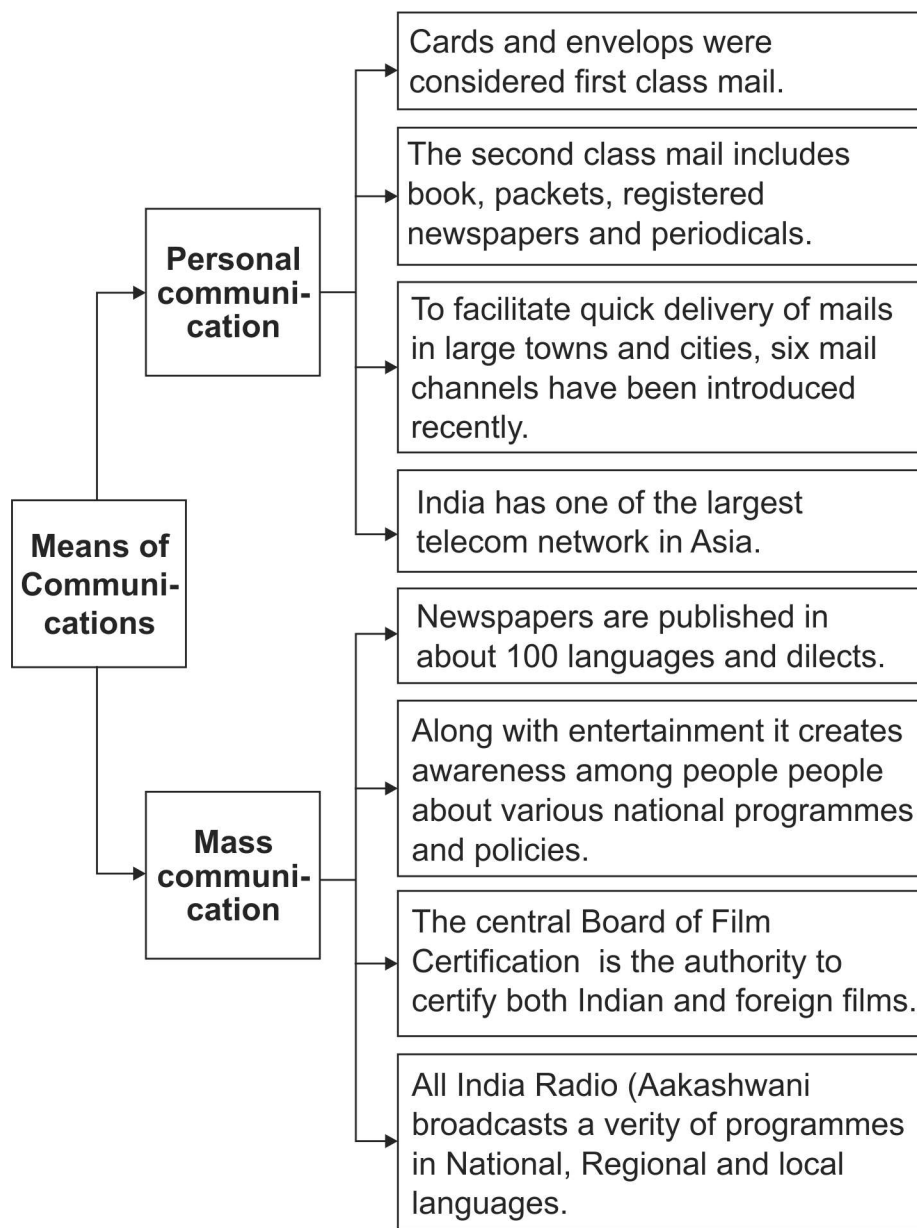 Means of
Communi-
cations
Personal
communi-
cation
Cards and envelops were
considered first class mail.
The second class mail includes
book, packets, registered
newspapers and periodicals.
To facilitate quick delivery of mails
in large towns and cities, six mail
channels have been introduced
recently.
India has one of the largest
telecom network in Asia.
Mass
communi-
cation
Newspapers are published in
about 100 languages and dilects.
Along with entertainment it creates
awareness among people people
about various national programmes
and policies.
The central Board of Film
Certification is the authority to
certify both Indian and foreign films.
All India Radio (Aakashwani
broadcasts a verity of programmes
in National, Regional and local
languages.